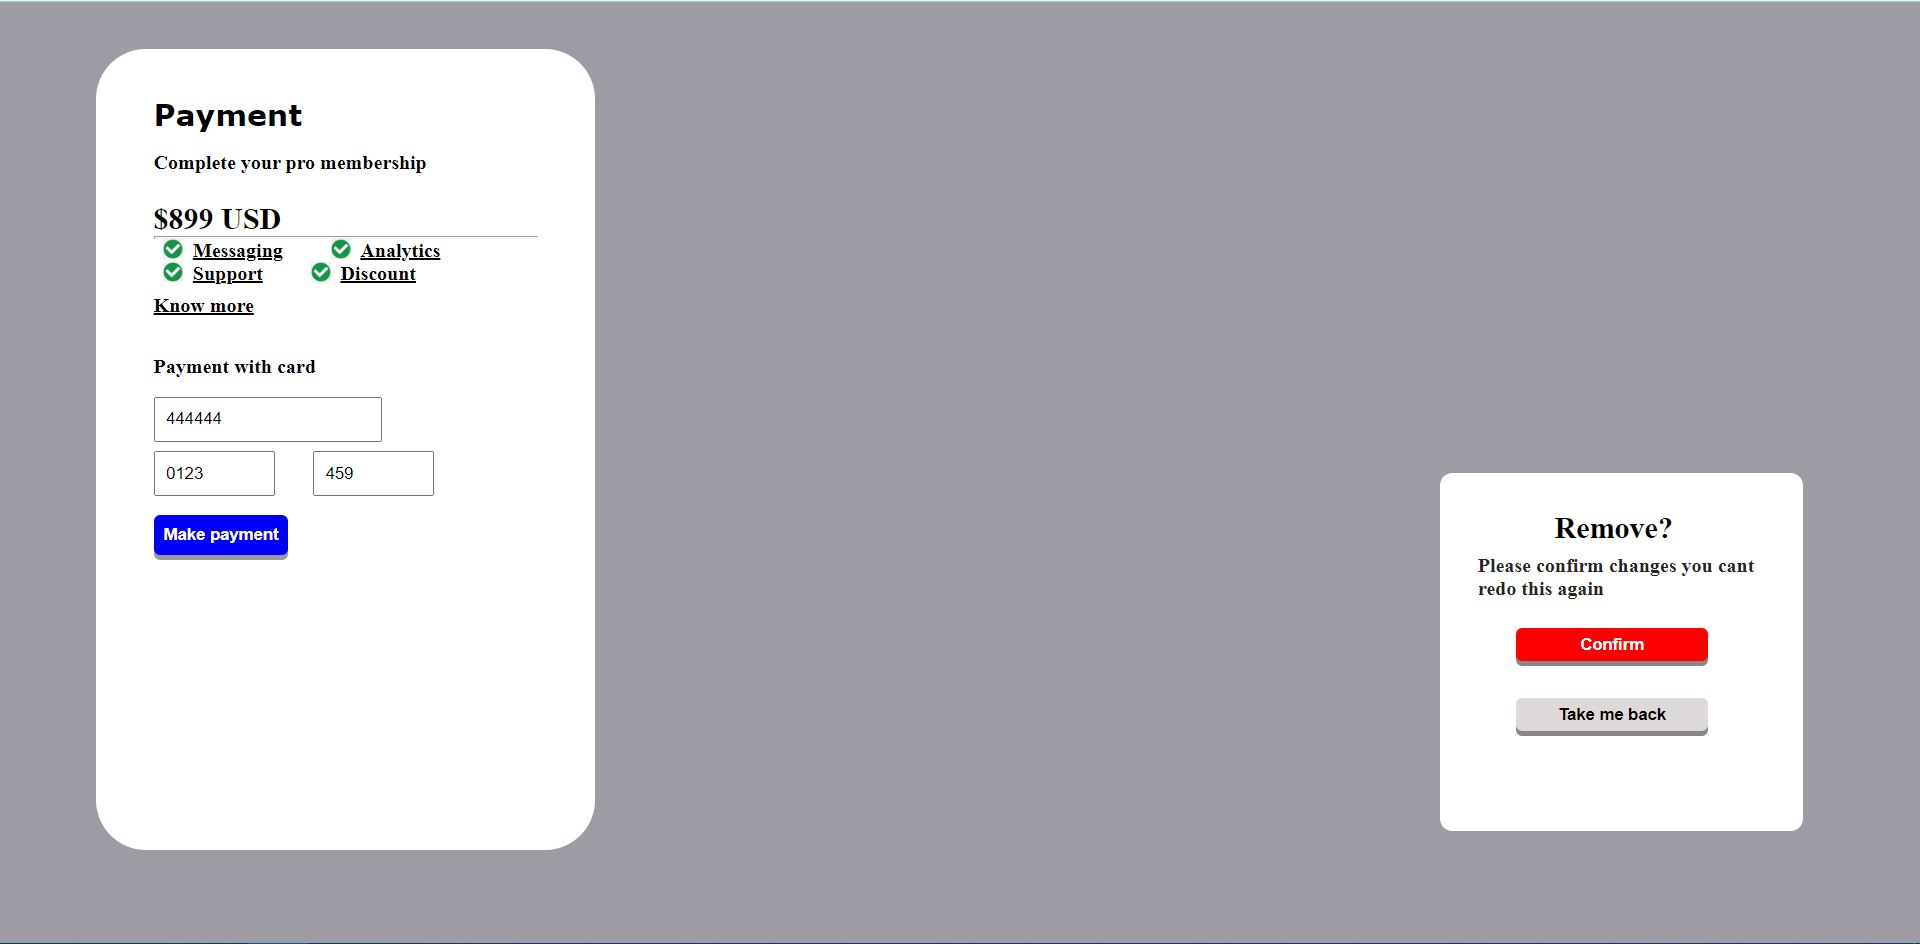 Payment
Complete your pro membership
$899 USD
Messaging Analytics
Support Discount
Know more
Payment with card
444444
0123 459
Make payment
Remove?
Please confirm changes you cant
redo this again
Confirm
Take me back